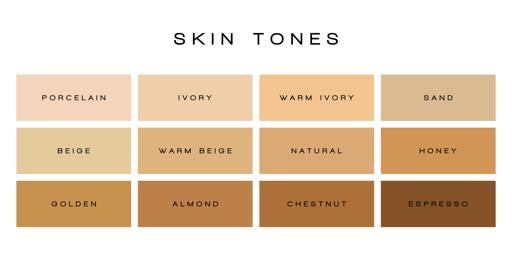 SKIN TONES
PORCELAIN
IVORY
WARM IVORY
SAND
BEIGE
WARM BEIGE
NATURAL
HONEY
GOLDEN
ALMOND
CHESTNUT
ESPRESSO